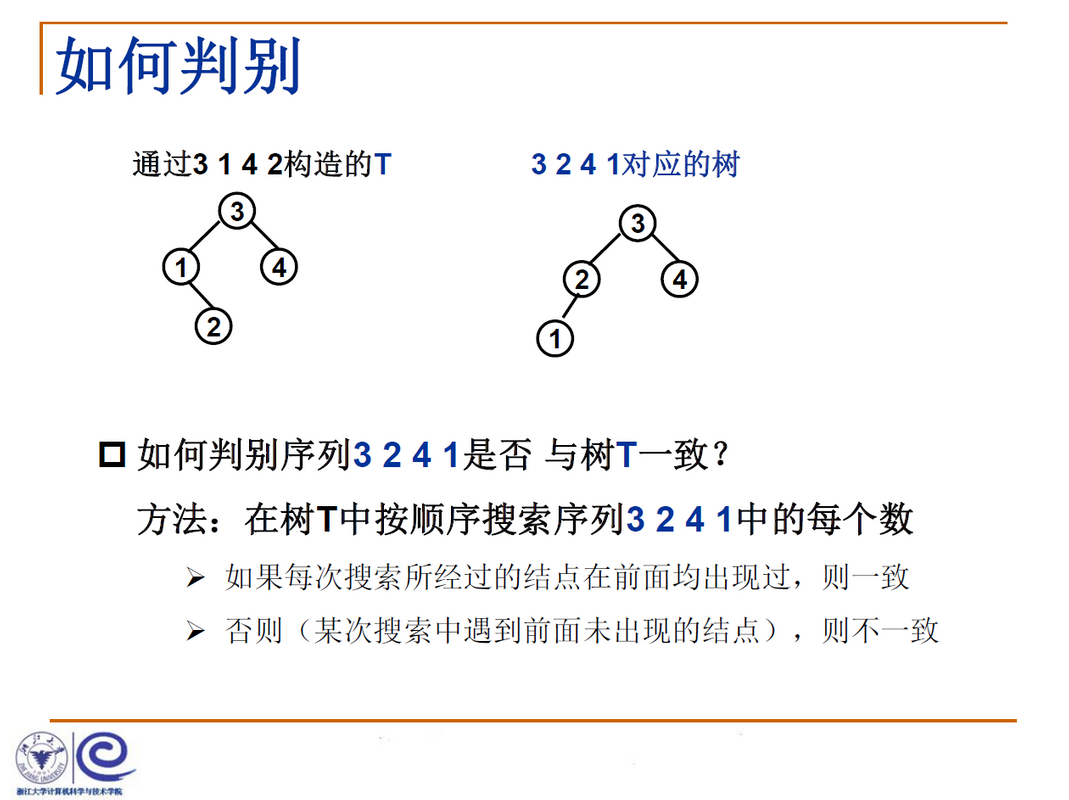 如何判别
通过3 1 4 2构造的T
3 2 4 1对应的树
3
1
4
2
3
2
4
1
如何判别序列3 2 4 1是否 与树T一致？
方法：在树T中按顺序搜索序列3 2 4 1中的每个数
如果每次搜索所经过的结点在前面均出现过，则一致
否则（某次搜索中遇到前面未出现的结点），则不一致
浙江大学计算机科学与技术学院